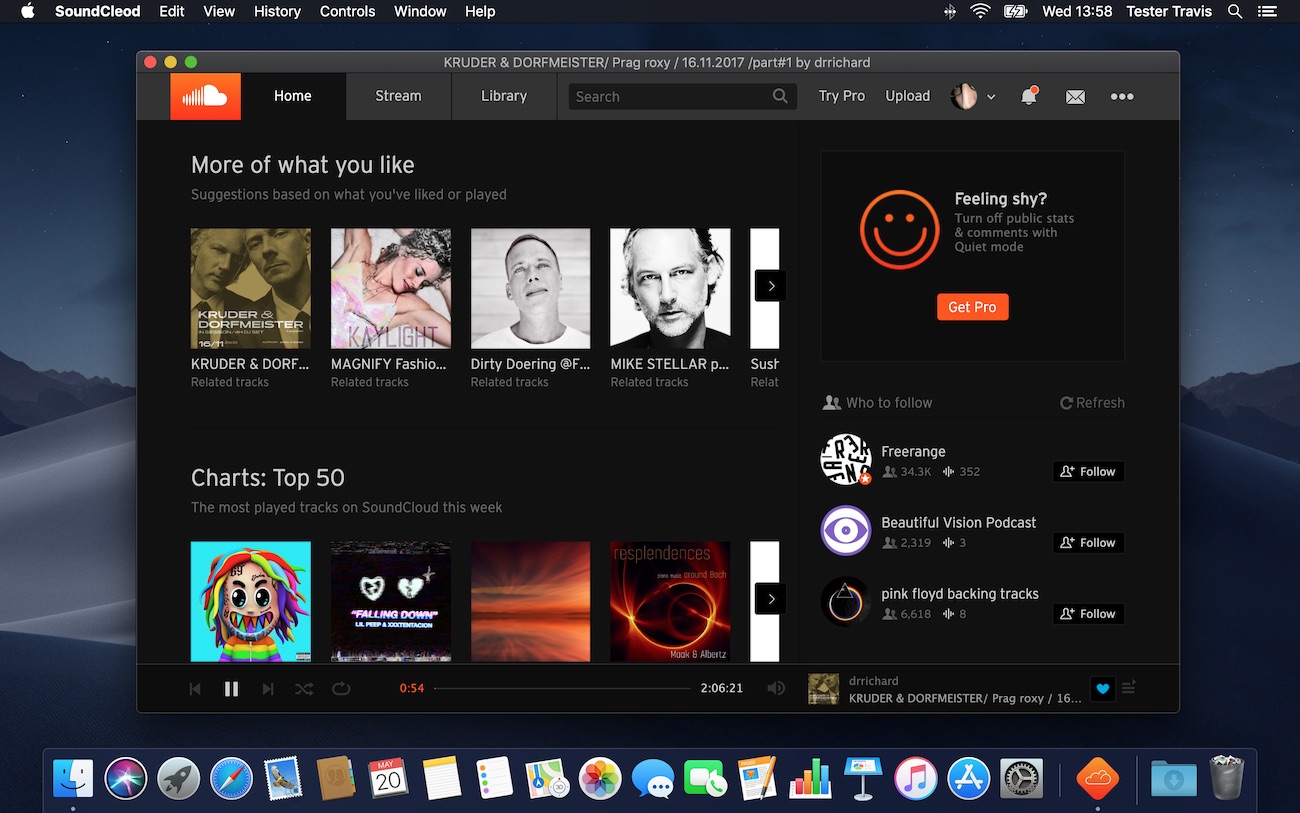 SoundCleod Edit View History Controls Window Help Wed 13:58 Tester Travis
KRUDER & DORFMEISTER/ Prag roxy / 16.11.2017 /part#1 by drrichard
Home Stream Library Search Try Pro Upload
More of what you like
Suggestions based on what you've liked or played
KRUDER &
DORFMEISTER
16/11
KAYLIGHT
KRUDER & DORF... MAGNIFY Fashio... Dirty Doering @F... MIKE STELLAR p... Sush
Related tracks Related tracks Related tracks Related tracks Relat
Charts: Top 50
The most played tracks on SoundCloud this week
69
"FALLING DOWN"
LIL PEEP & XXXTENTACION
resplendences
piano music around Bach
Maak & Albertz
Feeling shy?
Turn off public stats
& comments with
Quiet mode
Get Pro
Who to follow Refresh
Freerange
34.3K 352 Follow
Beautiful Vision Podcast
2,319 3 Follow
pink floyd backing tracks
6,618 8 Follow
0:54 2:06:21
drrichard
KRUDER & DORFMEISTER/ Prag roxy / 16...
MAY
20
3D